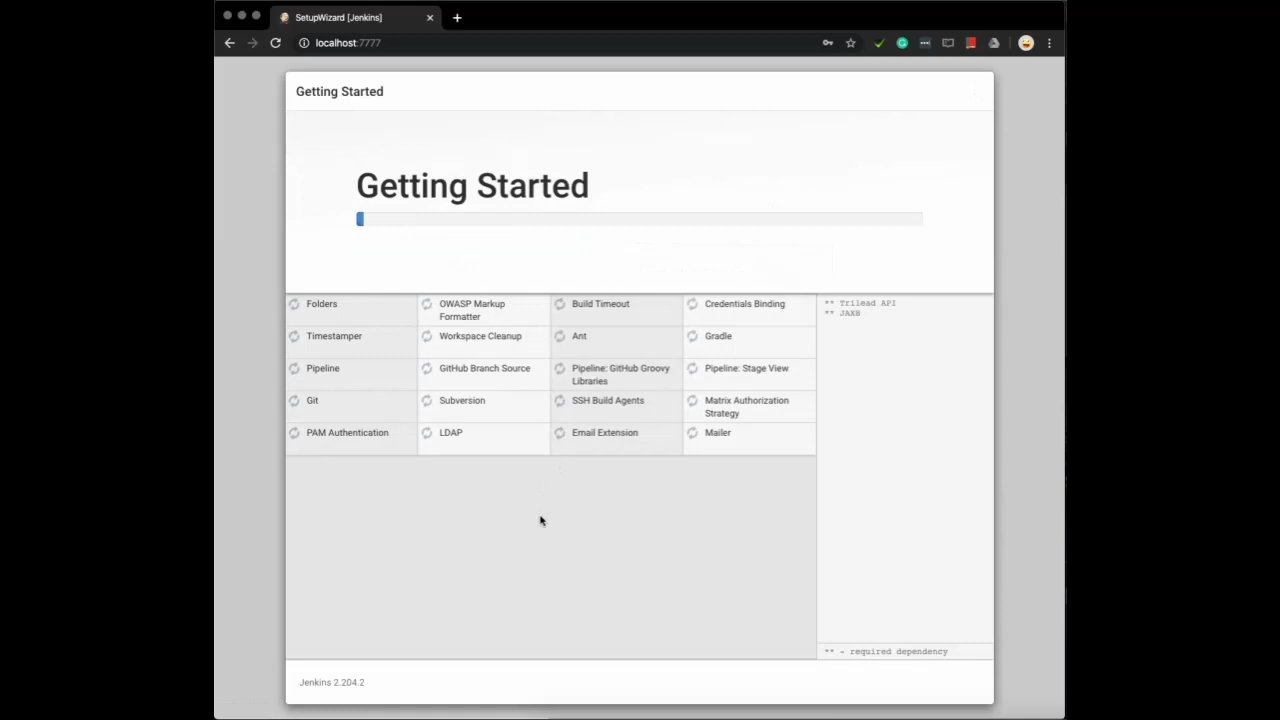 SetupWizard [Jenkins]
localhost:7777
Getting Started
Getting Started
Folders
OWASP Markup
Formatter
Build Timeout
Credentials Binding
** Trilead API
** JAXB
Timestamper
Workspace Cleanup
Ant
Gradle
Pipeline
GitHub Branch Source
Pipeline: GitHub Groovy
Libraries
Pipeline: Stage View
Git
Subversion
SSH Build Agents
Matrix Authorization
Strategy
PAM Authentication
LDAP
Email Extension
Mailer
** - required dependency
Jenkins 2.204.2